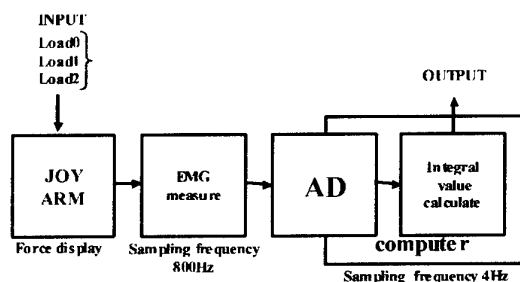 INPUT
Load0
Load1
Load2
OUTPUT
JOY
ARM
EMG
measure
AD
Integral
value
calculate
computer
Force display
Sampling frequency
800Hz
Sampling frequency 4Hz